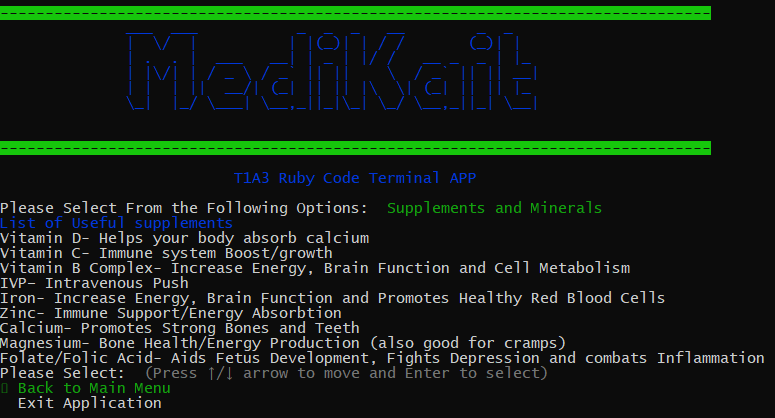 MediKait
T1A3 Ruby Code Terminal APP
Please Select From the Following Options:  Supplements and Minerals
List of Useful supplements
Vitamin D- Helps your body absorb calcium
Vitamin C- Immune system Boost/growth
Vitamin B Complex- Increase Energy, Brain Function and Cell Metabolism
IVP- Intravenous Push
Iron- Increase Energy, Brain Function and Promotes Healthy Red Blood Cells
Zinc- Immune Support/Energy Absorbtion
Calcium- Promotes Strong Bones and Teeth
Magnesium- Bone Health/Energy Production (also good for cramps)
Folate/Folic Acid- Aids Fetus Development, Fights Depression and combats Inflammation
Please Select:  (Press ↑/↓ arrow to move and Enter to select)
Back to Main Menu
Exit Application